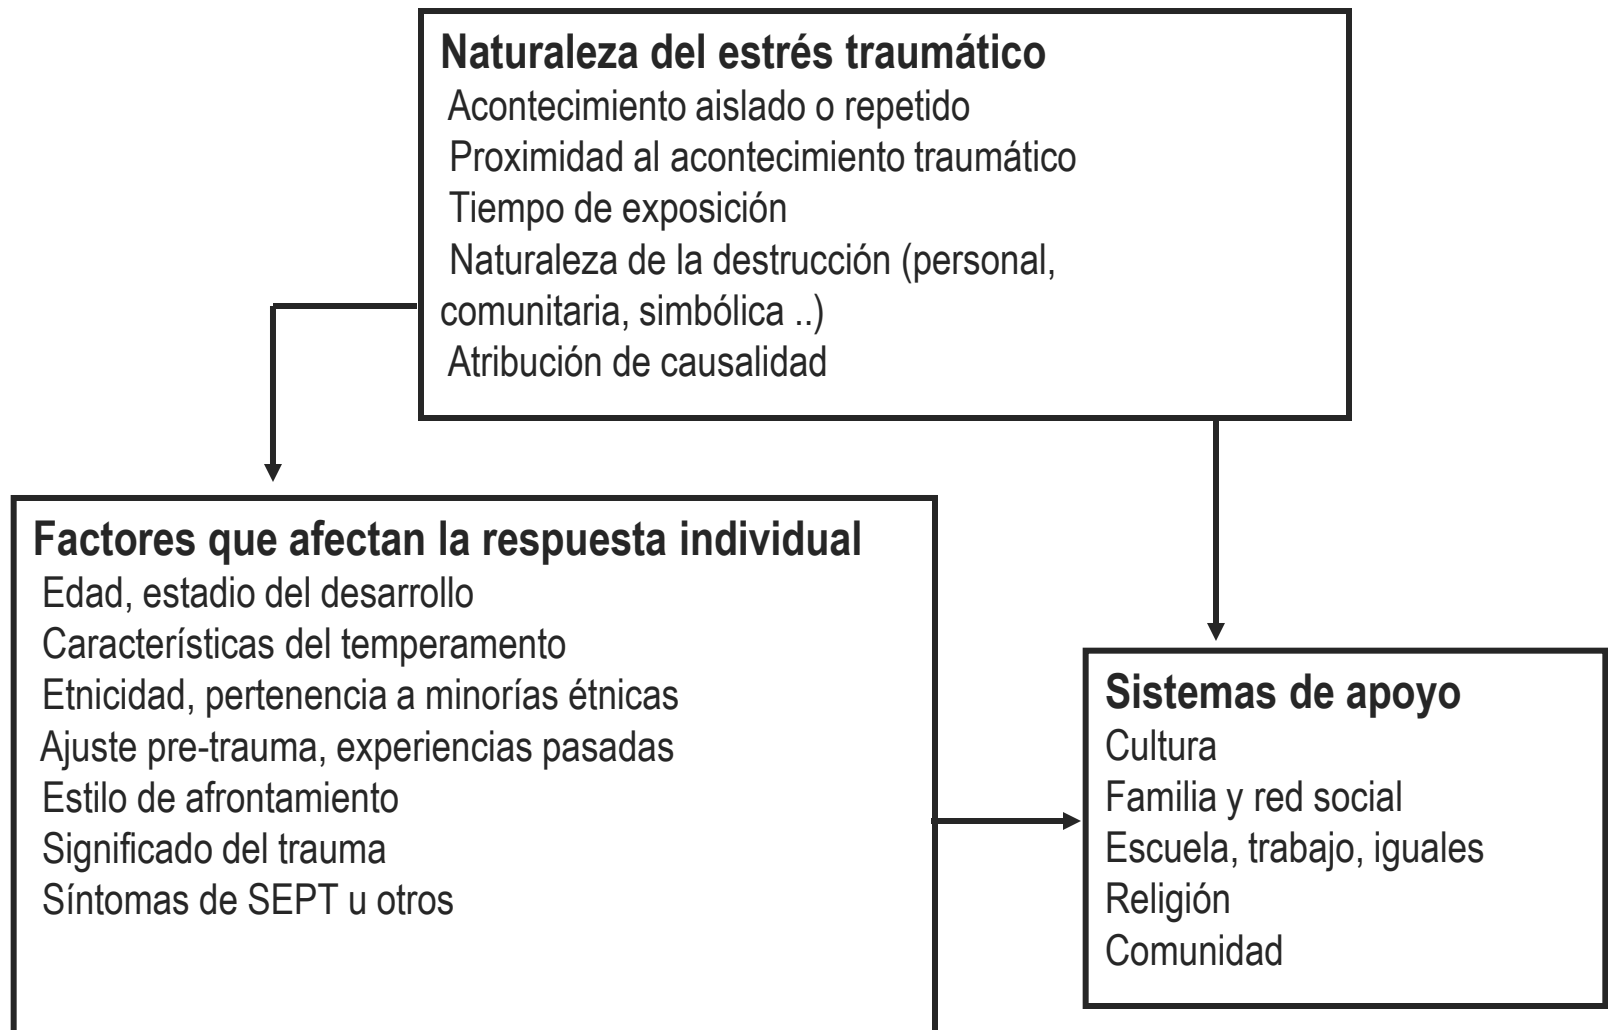 Naturaleza del estrés traumático
Acontecimiento aislado o repetido
Proximidad al acontecimiento traumático
Tiempo de exposición
Naturaleza de la destrucción (personal,
comunitaria, simbólica ..)
Atribución de causalidad
Factores que afectan la respuesta individual
Edad, estadio del desarrollo
Características del temperamento
Etnicidad, pertenencia a minorías étnicas
Ajuste pre-trauma, experiencias pasadas
Estilo de afrontamiento
Significado del trauma
Síntomas de SEPT u otros
Sistemas de apoyo
Cultura
Familia y red social
Escuela, trabajo, iguales
Religión
Comunidad